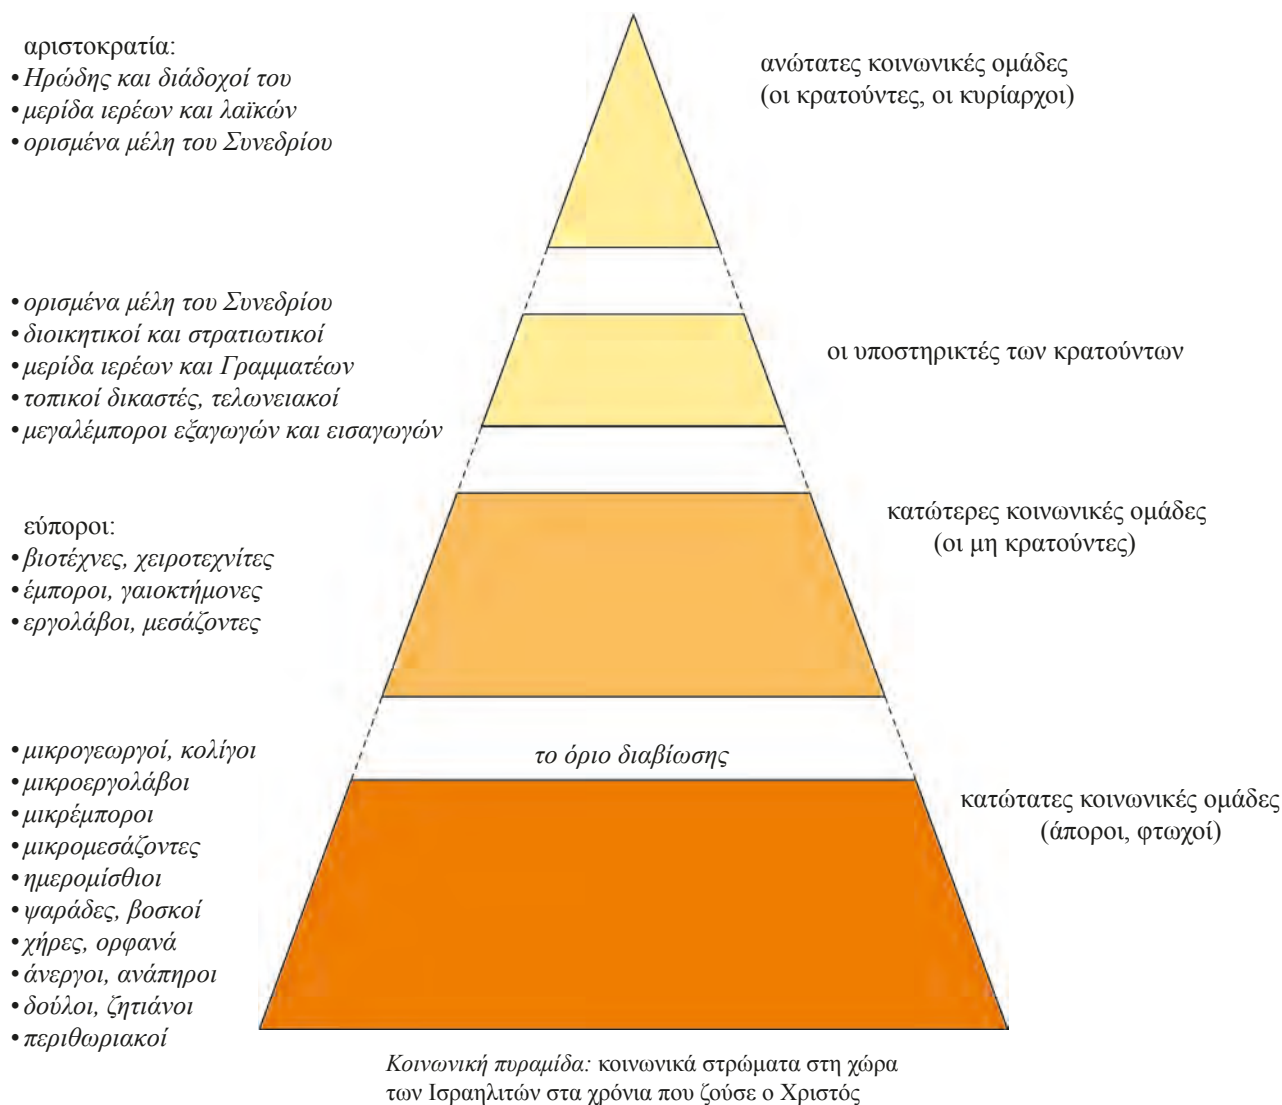 αριστοκρατία:
• Ηρώδης και διάδοχοί του
• μερίδα ιερέων και λαϊκών
• ορισμένα μέλη του Συνεδρίου
ανώτατες κοινωνικές ομάδες
(οι κρατούντες, οι κυρίαρχοι)
• ορισμένα μέλη του Συνεδρίου
• διοικητικοί και στρατιωτικοί
• μερίδα ιερέων και Γραμματέων
• τοπικοί δικαστές, τελωνειακοί
• μεγαλέμποροι εξαγωγών και εισαγωγών
οι υποστηρικτές των κρατούντων
εύποροι:
• βιοτέχνες, χειροτεχνίτες
• έμποροι, γαιοκτήμονες
• εργολάβοι, μεσάζοντες
κατώτερες κοινωνικές ομάδες
(οι μη κρατούντες)
• μικρογεωργοί, κολίγοι
• μικροεργολάβοι
• μικρέμποροι
• μικρομεσάζοντες
• ημερομίσθιοι
• ψαράδες, βοσκοί
• χήρες, ορφανά
• άνεργοι, ανάπηροι
• δούλοι, ζητιάνοι
• περιθωριακοί
το όριο διαβίωσης
κατώτατες κοινωνικές ομάδες
(άποροι, φτωχοί)
Κοινωνική πυραμίδα: κοινωνικά στρώματα στη χώρα
των Ισραηλιτών στα χρόνια που ζούσε ο Χριστός